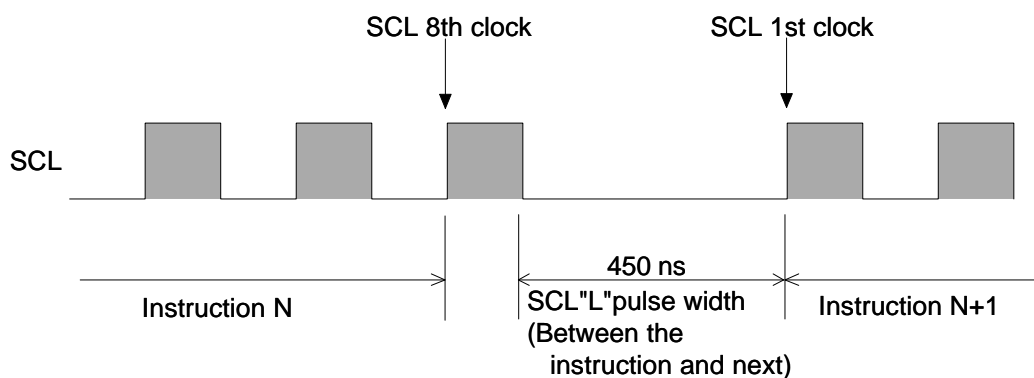 SCL 8th clock
SCL 1st clock
SCL
450 ns
Instruction N
SCL"L"pulse width
(Between the
instruction and next)
Instruction N+1